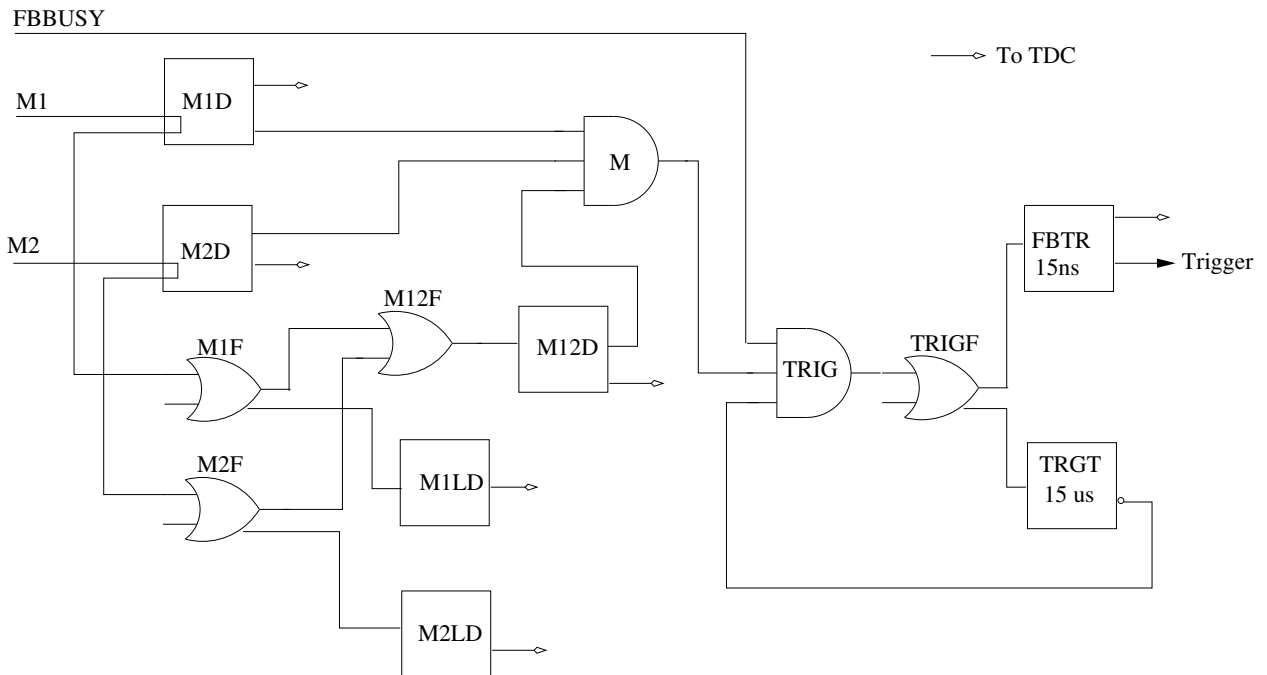 FBBUSY
To TDC
M1
M1D
M
M2
M2D
FBTR
15ns
Trigger
M12F
M12D
M1F
TRIG
TRIGF
M2F
M1LD
TRGT
15 us
M2LD